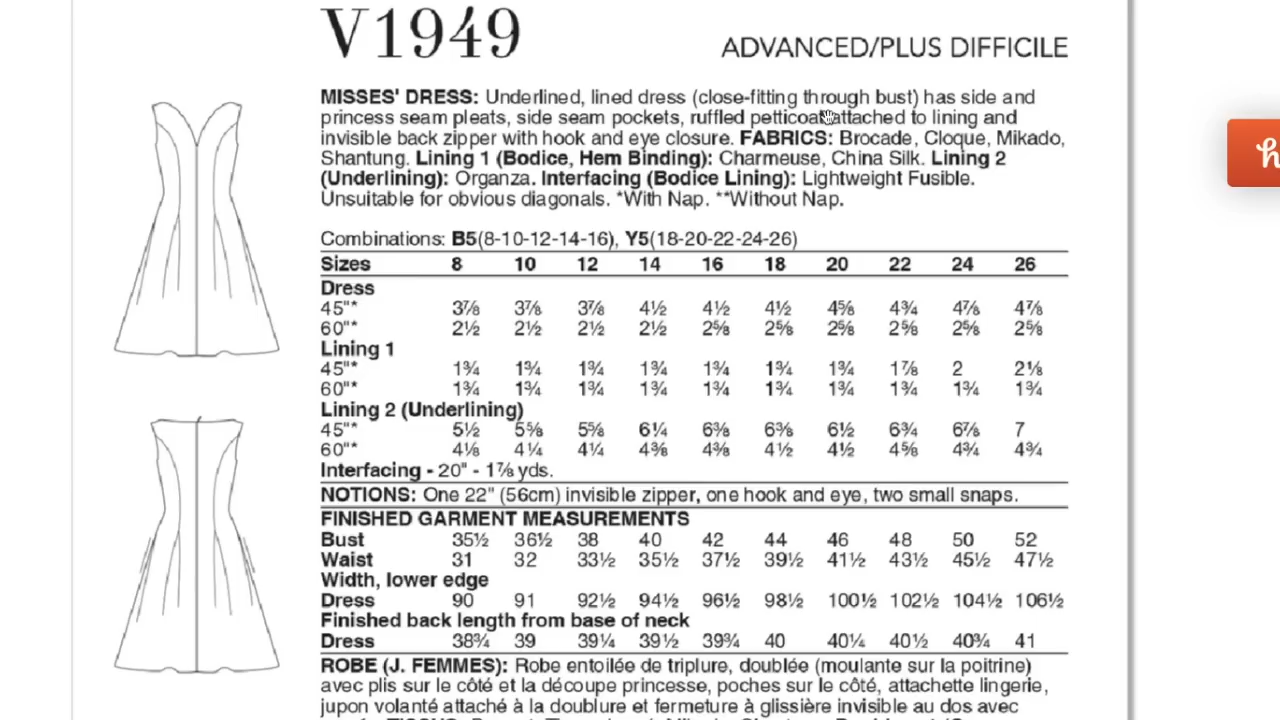 V1949
ADVANCED/PLUS DIFFICILE
MISSES' DRESS: Underlined, lined dress (close-fitting through bust) has side and
princess seam pleats, side seam pockets, ruffled petticoat attached to lining and
invisible back zipper with hook and eye closure. FABRICS: Brocade, Cloque, Mikado,
Shantung. Lining 1 (Bodice, Hem Binding): Charmeuse, China Silk. Lining 2
(Underlining): Organza. Interfacing (Bodice Lining): Lightweight Fusible.
Unsuitable for obvious diagonals. *With Nap. **Without Nap.
Combinations: B5(8-10-12-14-16), Y5(18-20-22-24-26)
Sizes 8 10 12 14 16 18 20 22 24 26
Dress
45"* 3⅞ 3⅞ 3⅞ 4½ 4½ 4½ 4⅝ 4¾ 4⅞ 4⅞
60"* 2½ 2½ 2½ 2½ 2⅝ 2⅝ 2⅝ 2⅝ 2⅝ 2⅝
Lining 1
45"* 1¾ 1¾ 1¾ 1¾ 1¾ 1¾ 1¾ 1⅞ 2 2⅛
60"* 1¾ 1¾ 1¾ 1¾ 1¾ 1¾ 1¾ 1¾ 1¾ 1¾
Lining 2 (Underlining)
45"* 5½ 5⅝ 5⅝ 6¼ 6⅜ 6⅜ 6½ 6¾ 6⅞ 7
60"* 4⅛ 4¼ 4¼ 4⅜ 4⅜ 4½ 4½ 4⅝ 4¾ 4¾
Interfacing - 20" - 1⅞ yds.
NOTIONS: One 22" (56cm) invisible zipper, one hook and eye, two small snaps.
FINISHED GARMENT MEASUREMENTS
Bust 35½ 36½ 38 40 42 44 46 48 50 52
Waist 31 32 33½ 35½ 37½ 39½ 41½ 43½ 45½ 47½
Width, lower edge
Dress 90 91 92½ 94½ 96½ 98½ 100½ 102½ 104½ 106½
Finished back length from base of neck
Dress 38¾ 39 39¼ 39½ 39¾ 40 40¼ 40½ 40¾ 41
ROBE (J. FEMMES): Robe entoilée de triplure, doublée (moulante sur la poitrine)
avec plis sur le côté et la découpe princesse, poches sur le côté, attachette lingerie,
jupon volanté attaché à la doublure et fermeture à glissière invisible au dos avec